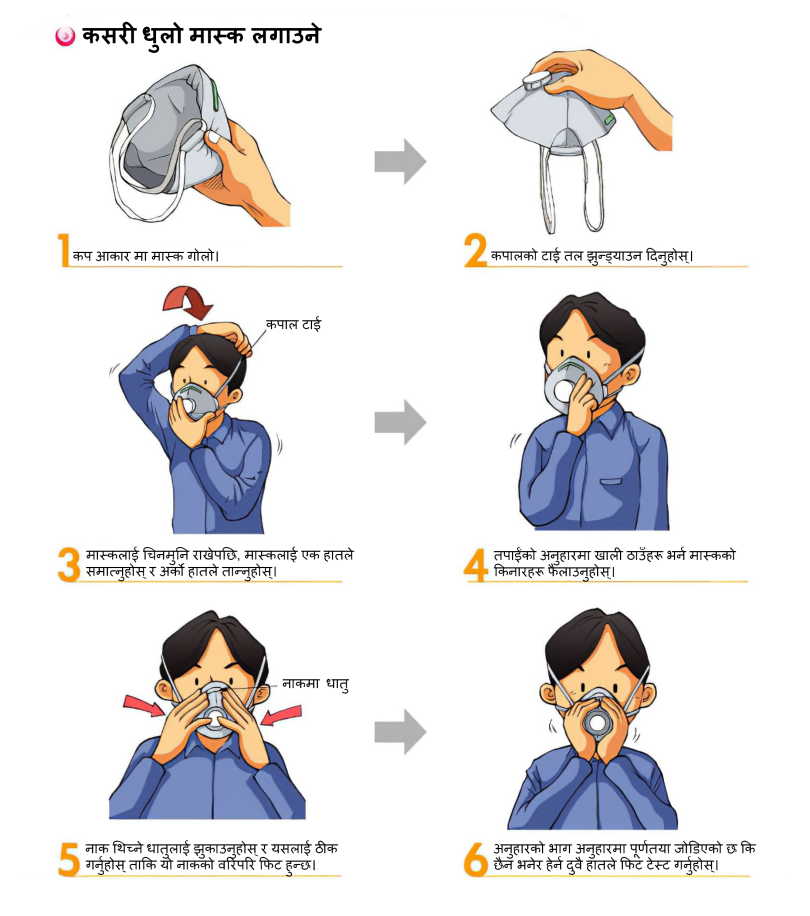 कसरी धुलो मास्क लगाउने
1 कप आकार मा मास्क गोलो।
2 कपालको टाई तल झुन्ड्याउन दिनुहोस्।
कपाल टाई
3 मास्कलाई चिनमुनि राखेपछि, मास्कलाई एक हातले
समात्नुहोस् र अर्को हातले तान्नुहोस्।
4 तपाईंको अनुहारमा खाली ठाउँहरू भर्न मास्कको
किनारहरू फैलाउनुहोस्।
नाकमा धातु
5 नाक थिच्ने धातुलाई झुकाउनुहोस् र यसलाई ठीक
गर्नुहोस् ताकि यो नाकको वरिपरि फिट हुन्छ।
6 अनुहारको भाग अनुहारमा पूर्णतया जोडिएको छ कि
छैन भनेर हेर्न दुवै हातले फिट टेस्ट गर्नुहोस्।